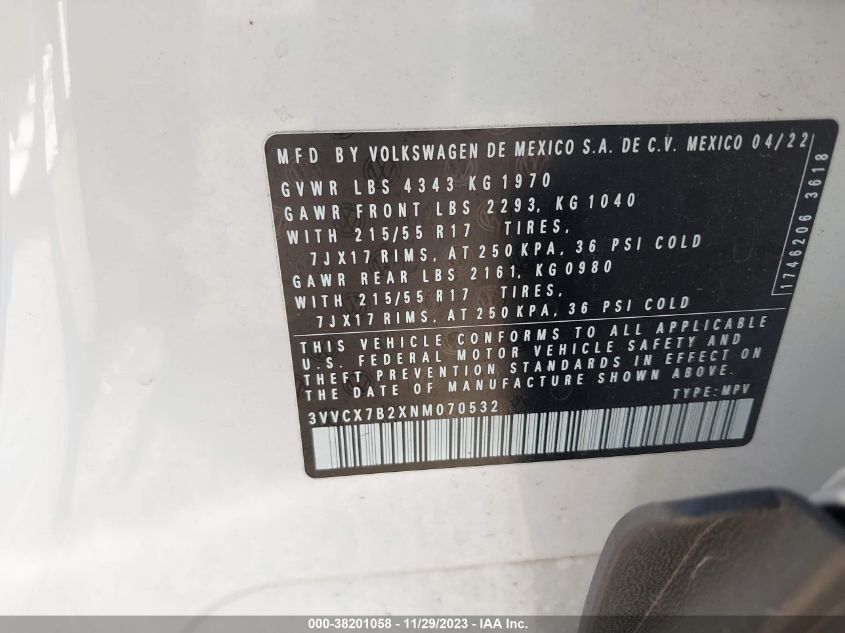 MFD BY VOLKSWAGEN DE MEXICO S.A. DE C.V. MEXICO 04/22
GVWR LBS 4343 KG 1970
GAWR FRONT LBS 2293, KG 1040
WITH 215/55 R17 TIRES,
7JX17 RIMS, AT 250 KPA, 36 PSI COLD
GAWR REAR LBS 2161, KG 0980
WITH 215/55 R17 TIRES,
7JX17 RIMS, AT 250 KPA, 36 PSI COLD
THIS VEHICLE CONFORMS TO ALL APPLICABLE
U.S. FEDERAL MOTOR VEHICLE SAFETY AND
THEFT PREVENTION STANDARDS IN EFFECT ON
THE DATE OF MANUFACTURE SHOWN ABOVE.
3VVCX7B2XNM070532 TYPE: MPV
1746206 3618
000-38201058 - 11/29/2023 - IAA Inc.